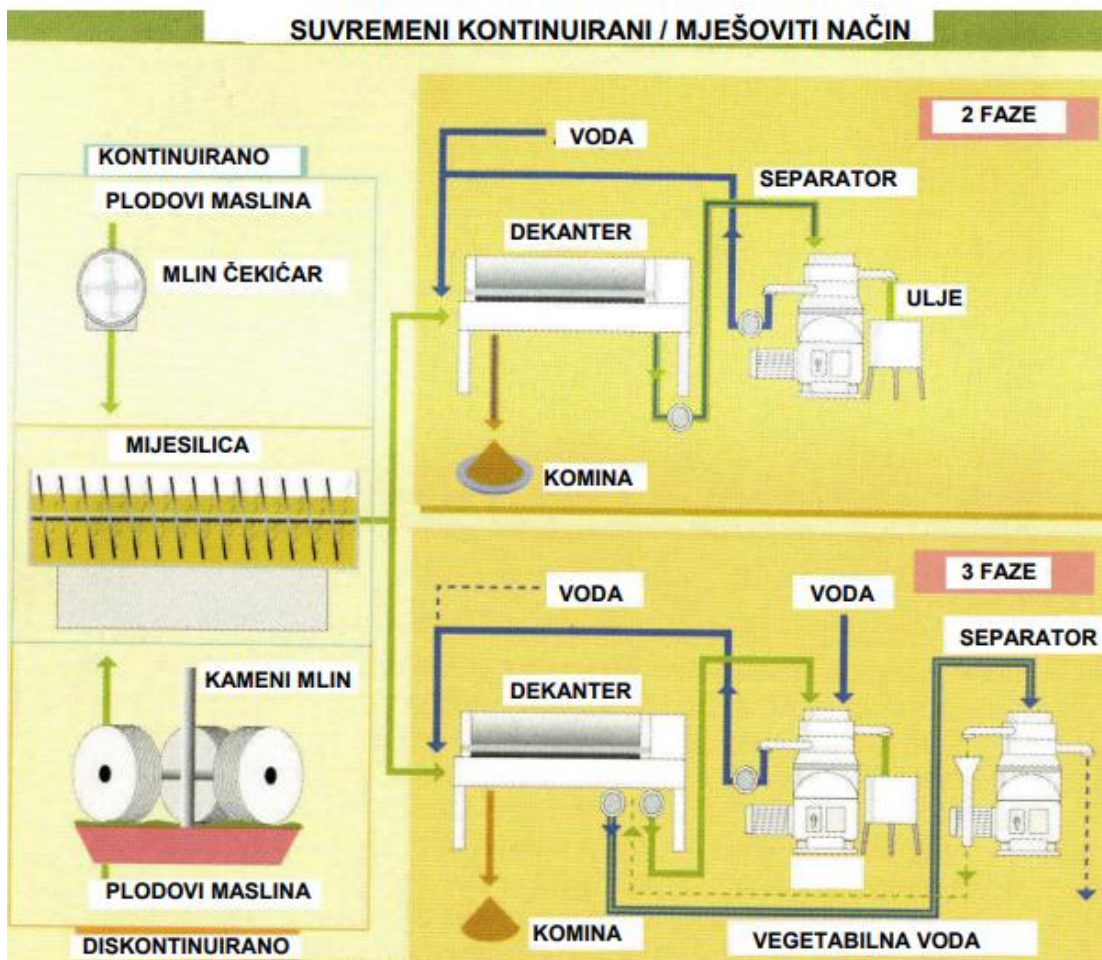 SUVREMENI KONTINUIRANI / MJEŠOVITI NAČIN
KONTINUIRANO
PLODOVI MASLINA
MLIN ČEKIĆAR
MIJESILICA
KAMENI MLIN
PLODOVI MASLINA
DISKONTINUIRANO
2 FAZE
VODA
SEPARATOR
DEKANTER
ULJE
KOMINA
3 FAZE
VODA
VODA
SEPARATOR
DEKANTER
KOMINA
VEGETABILNA VODA